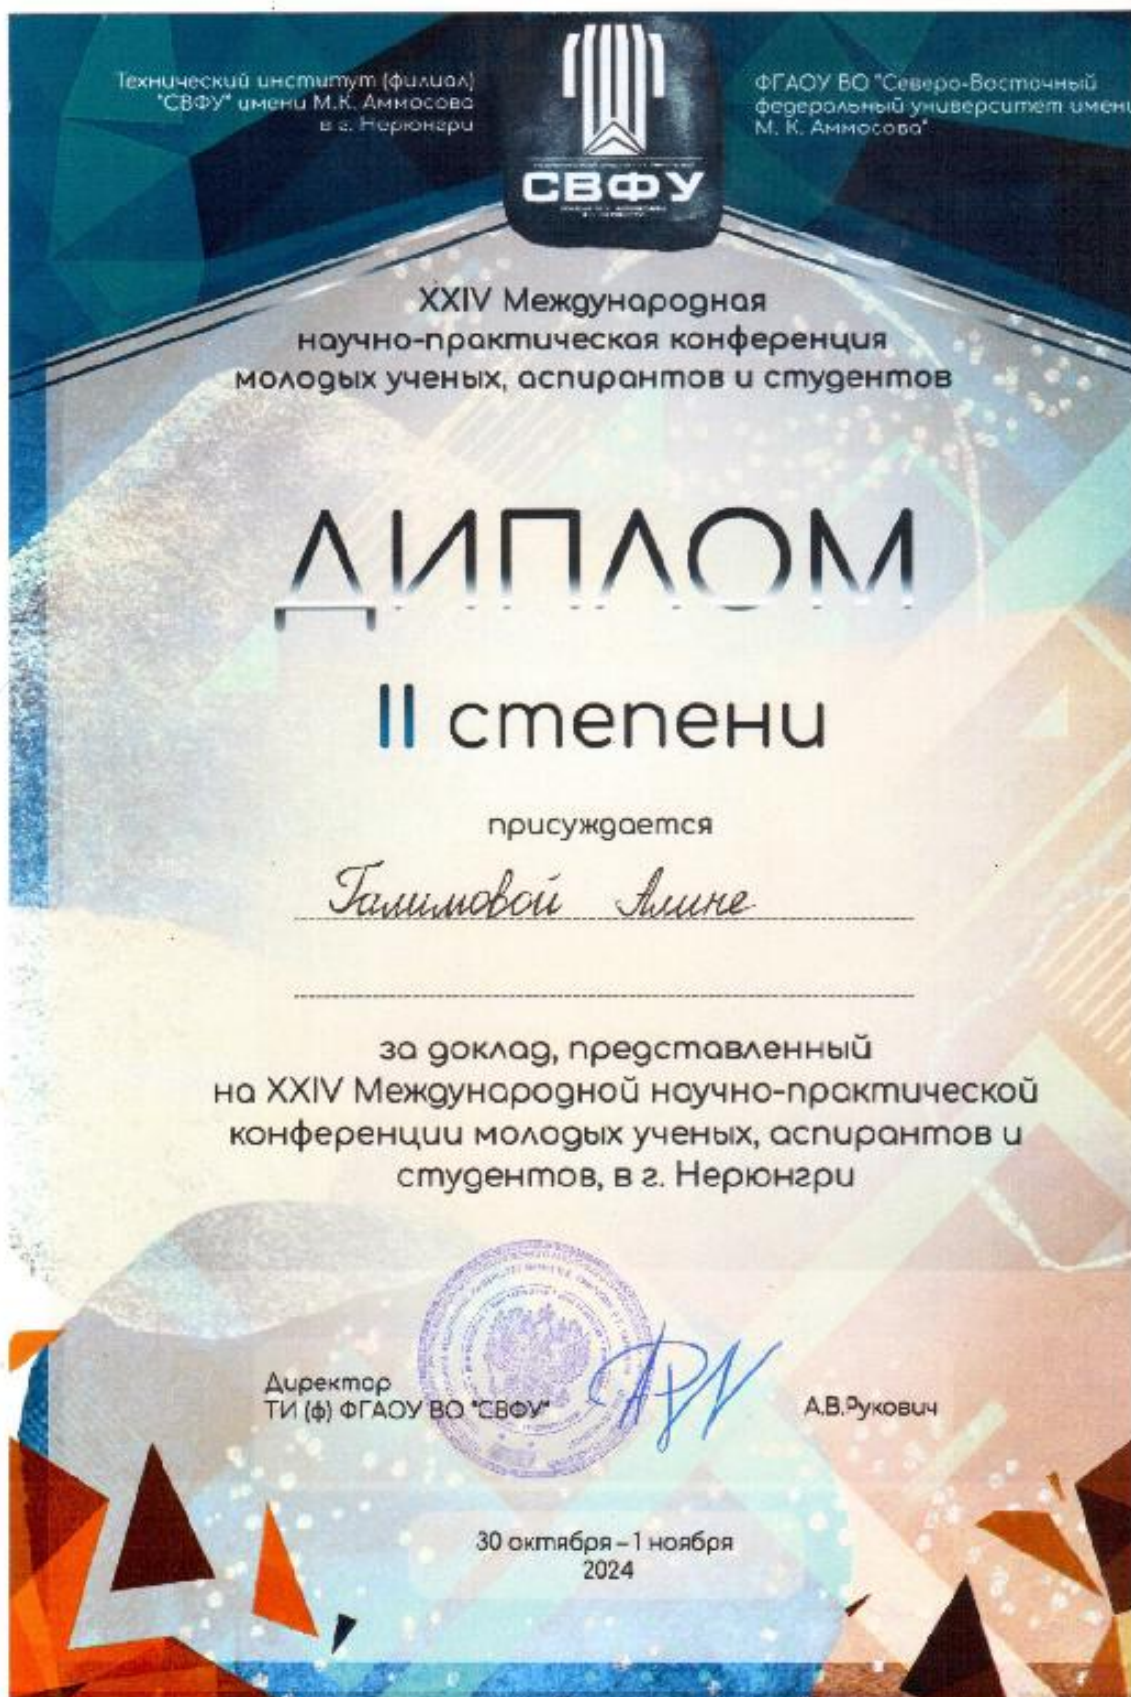 Технический институт (филиал)
"СВФУ" имени М.К. Аммосова
в г. Нерюнгри
ФГАОУ ВО "Северо-Восточный
федеральный университет имени
М. К. Аммосова"
СВФУ
XXIV Международная
научно-практическая конференция
молодых ученых, аспирантов и студентов
ДИПЛОМ
II степени
присуждается
Галимовой Алине
за доклад, представленный
на XXIV Международной научно-практической
конференции молодых ученых, аспирантов и
студентов, в г. Нерюнгри
Директор
ТИ (ф) ФГАОУ ВО "СВФУ"
А.В.Рукович
30 октября – 1 ноября
2024